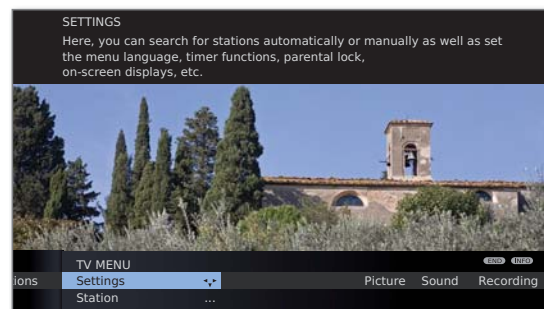 SETTINGS
Here, you can search for stations automatically or manually as well as set
the menu language, timer functions, parental lock,
on-screen displays, etc.
TV MENU
END INFO
ions Settings Picture Sound Recording
Station ...